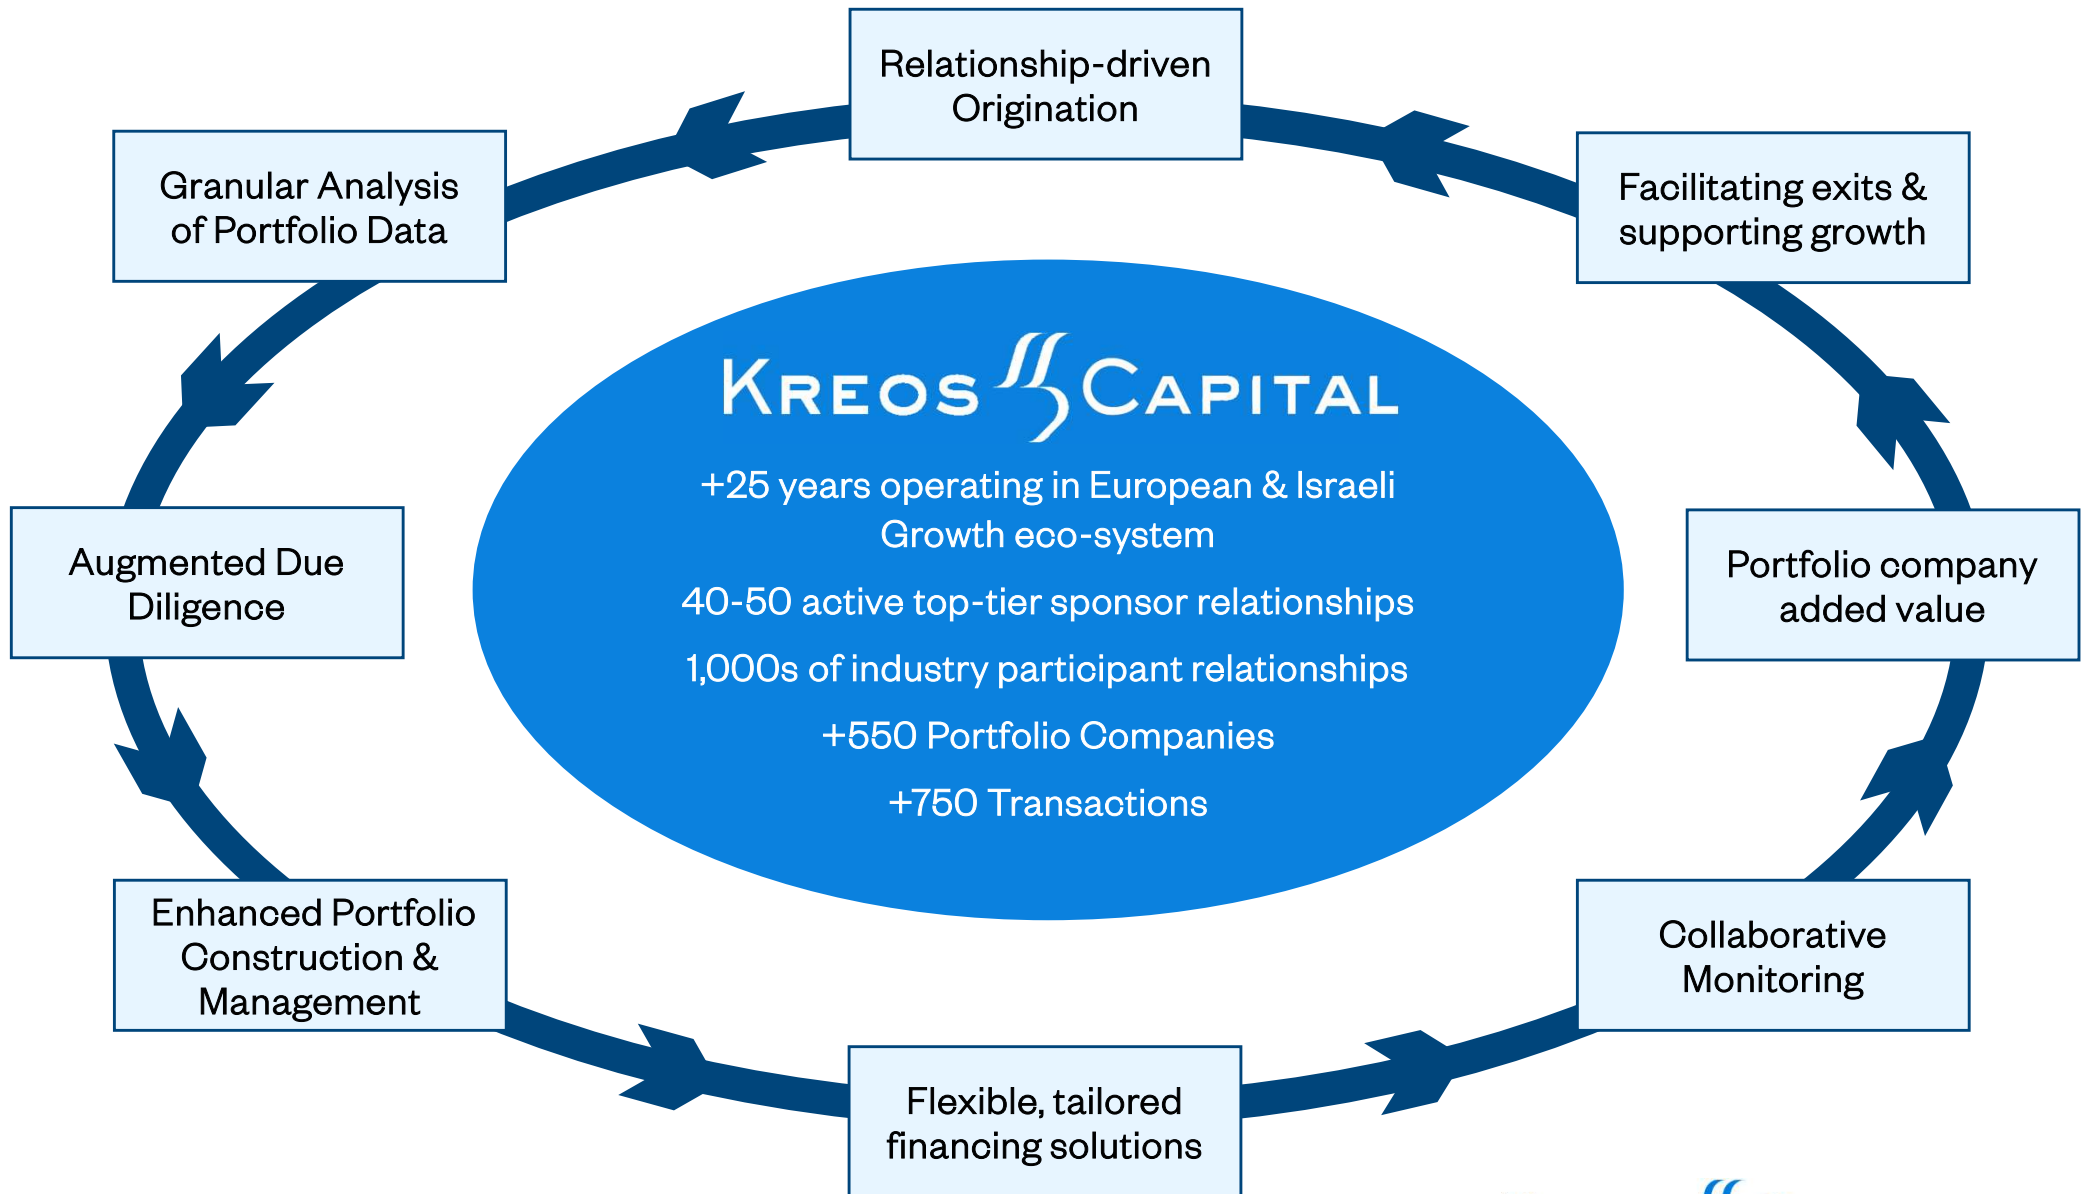 Relationship-driven
Origination
Granular Analysis
of Portfolio Data
Facilitating exits &
supporting growth
KREOS CAPITAL
+25 years operating in European & Israeli
Growth eco-system
40-50 active top-tier sponsor relationships
1,000s of industry participant relationships
+550 Portfolio Companies
+750 Transactions
Augmented Due
Diligence
Portfolio company
added value
Enhanced Portfolio
Construction &
Management
Collaborative
Monitoring
Flexible, tailored
financing solutions